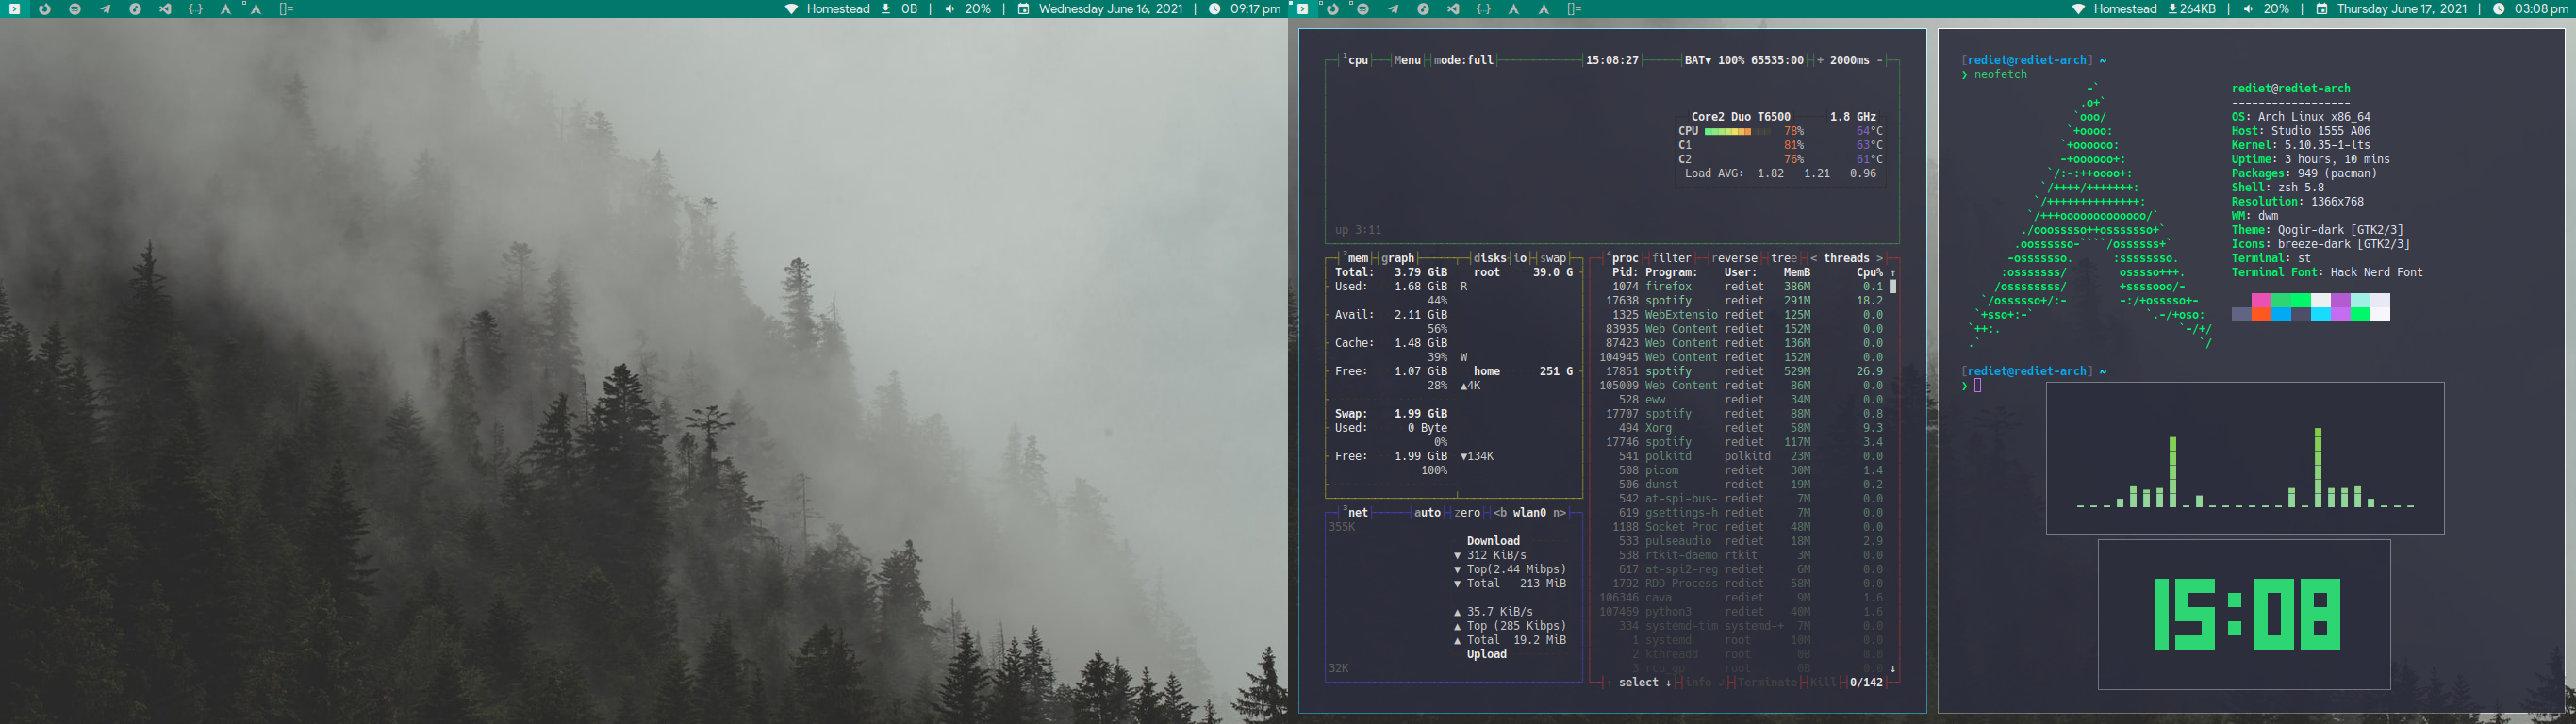 {..} []= Homestead 0B | 20% | Wednesday June 16, 2021 | 09:17 pm
{..} []= Homestead 264KB | 20% | Thursday June 17, 2021 | 03:08 pm
¹cpu Menu mode:full 15:08:27 BAT▼ 100% 65535:00 + 2000ms -
Core2 Duo T6500 1.8 GHz
CPU 78% 64°C
C1 81% 63°C
C2 76% 61°C
Load AVG: 1.82 1.21 0.96
up 3:11
²mem graph disks io swap
Total: 3.79 GiB root 39.0 G
Used: 1.68 GiB R
44%
Avail: 2.11 GiB
56%
Cache: 1.48 GiB
39% W
Free: 1.07 GiB home 251 G
28% ▲4K
Swap: 1.99 GiB
Used: 0 Byte
0%
Free: 1.99 GiB ▼134K
100%
³net auto zero <b wlan0 n>
355K
Download
▼ 312 KiB/s
▼ Top(2.44 Mibps)
▼ Total 213 MiB
▲ 35.7 KiB/s
▲ Top (285 Kibps)
▲ Total 19.2 MiB
Upload
32K
⁴proc filter reverse tree < threads >
Pid: Program: User: MemB Cpu% ↑
1074 firefox rediet 386M 0.1
17638 spotify rediet 291M 18.2
1325 WebExtensio rediet 125M 0.0
83935 Web Content rediet 152M 0.0
87423 Web Content rediet 136M 0.0
104945 Web Content rediet 152M 0.0
17851 spotify rediet 529M 26.9
105009 Web Content rediet 86M 0.0
528 eww rediet 34M 0.0
17707 spotify rediet 88M 0.8
494 Xorg rediet 58M 9.3
17746 spotify rediet 117M 3.4
541 polkitd polkitd 23M 0.0
508 picom rediet 30M 1.4
506 dunst rediet 19M 0.2
542 at-spi-bus- rediet 7M 0.0
619 gsettings-h rediet 7M 0.0
1188 Socket Proc rediet 48M 0.0
533 pulseaudio rediet 18M 2.9
538 rtkit-daemo rtkit 3M 0.0
617 at-spi2-reg rediet 6M 0.0
1792 RDD Process rediet 58M 0.0
106346 cava rediet 9M 1.6
107469 python3 rediet 40M 1.6
334 systemd-tim systemd-+ 7M 0.0
1 systemd root 10M 0.0
2 kthreadd root 0B 0.0
3 rcu_gp root 0B 0.0 ↓
↑ select ↓ info Terminate Kill 0/142
[rediet@rediet-arch] ~
❯ neofetch
rediet@rediet-arch
------------------
OS: Arch Linux x86_64
Host: Studio 1555 A06
Kernel: 5.10.35-1-lts
Uptime: 3 hours, 10 mins
Packages: 949 (pacman)
Shell: zsh 5.8
Resolution: 1366x768
WM: dwm
Theme: Qogir-dark [GTK2/3]
Icons: breeze-dark [GTK2/3]
Terminal: st
Terminal Font: Hack Nerd Font
[rediet@rediet-arch] ~
❯
15:08